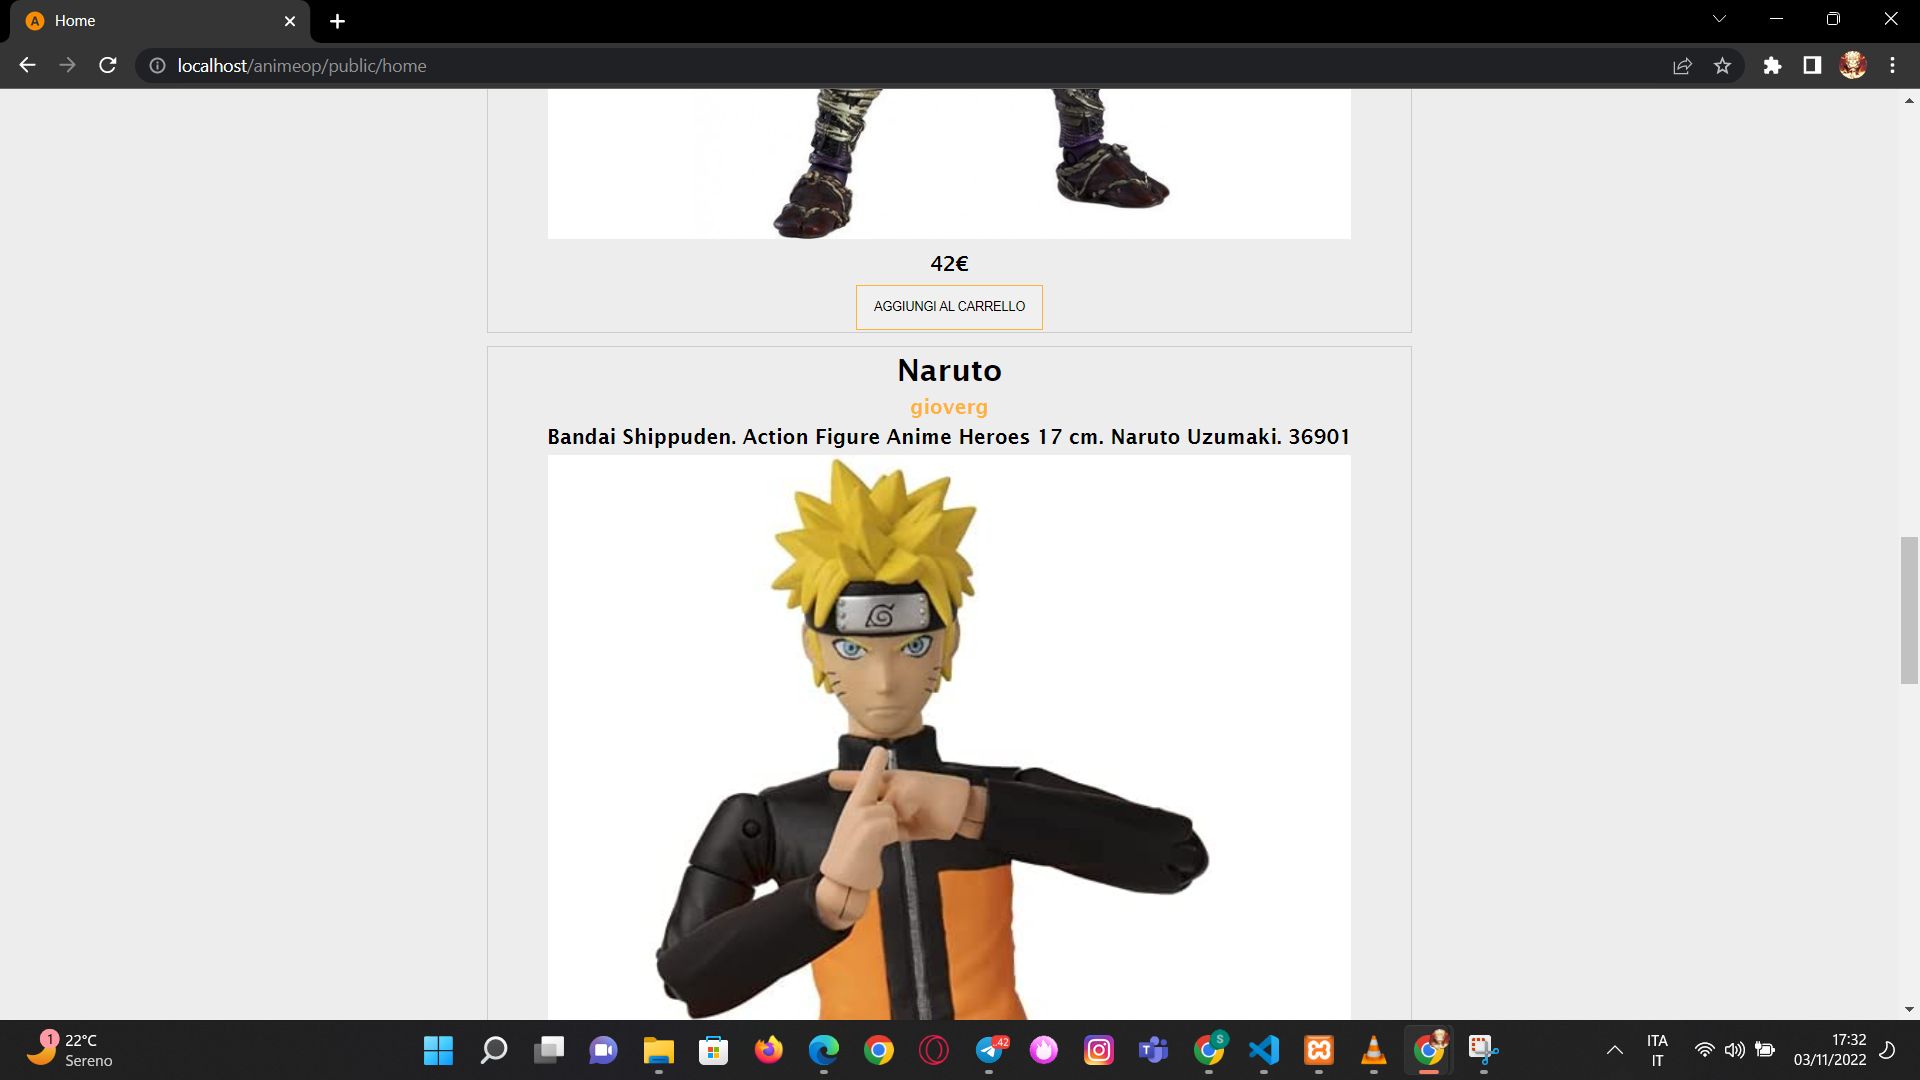 A
Home
localhost/animeop/public/home
42€
AGGIUNGI AL CARRELLO
Naruto
gioverg
Bandai Shippuden. Action Figure Anime Heroes 17 cm. Naruto Uzumaki. 36901
1
22°C
Sereno
42
T
S
ITA
IT
17:32
03/11/2022